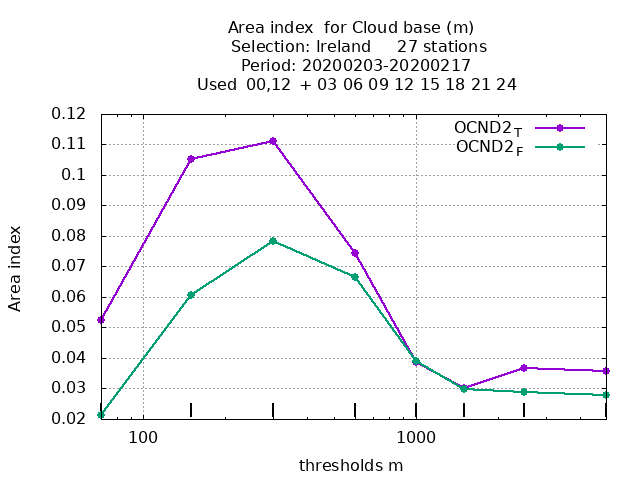 Area index  for Cloud base (m)
Selection: Ireland     27 stations
Period: 20200203-20200217
Used  00,12  + 03 06 09 12 15 18 21 24
OCND2_T
OCND2_F
0.12
0.11
0.1
0.09
0.08
0.07
0.06
0.05
0.04
0.03
0.02
Area index
100 1000
thresholds m